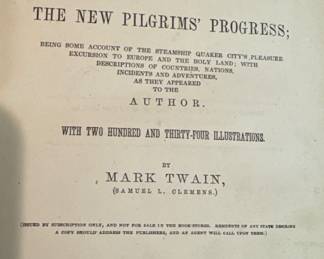 THE NEW PILGRIMS' PROGRESS;
BEING SOME ACCOUNT OF THE STEAMSHIP QUAKER CITY'S PLEASURE
EXCURSION TO EUROPE AND THE HOLY LAND; WITH
DESCRIPTIONS OF COUNTRIES, NATIONS,
INCIDENTS AND ADVENTURES,
AS THEY APPEARED
TO THE
AUTHOR.
WITH TWO HUNDRED AND THIRTY-FOUR ILLUSTRATIONS.
BY
MARK TWAIN,
(SAMUEL L. CLEMENS.)
(ISSUED BY SUBSCRIPTION ONLY, AND NOT FOR SALE IN THE BOOK-STORES. RESIDENTS OF ANY STATE DESIRING
A COPY SHOULD ADDRESS THE PUBLISHERS, AND AN AGENT WILL CALL UPON THEM.)